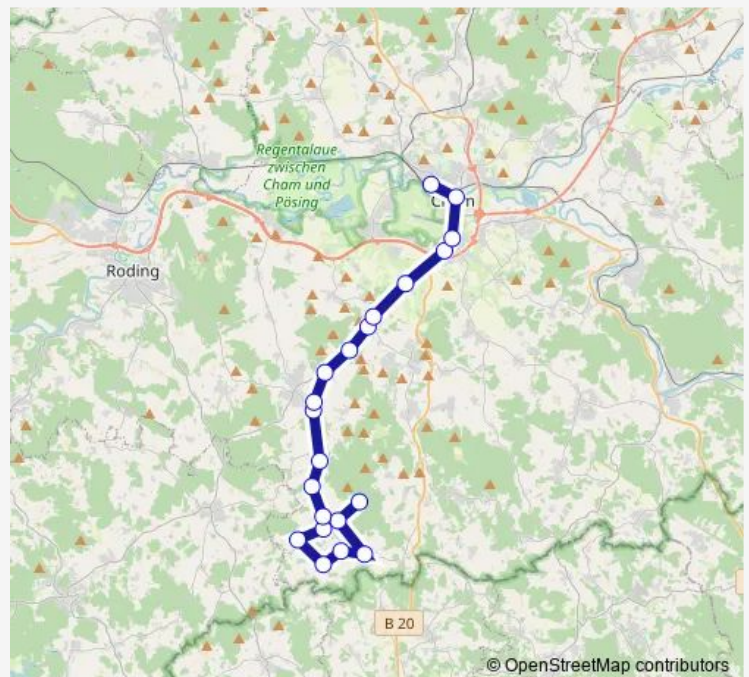 Regentalaue
zwischen
Cham und
Pösing
Roding
B 20
© OpenStreetMap contributors